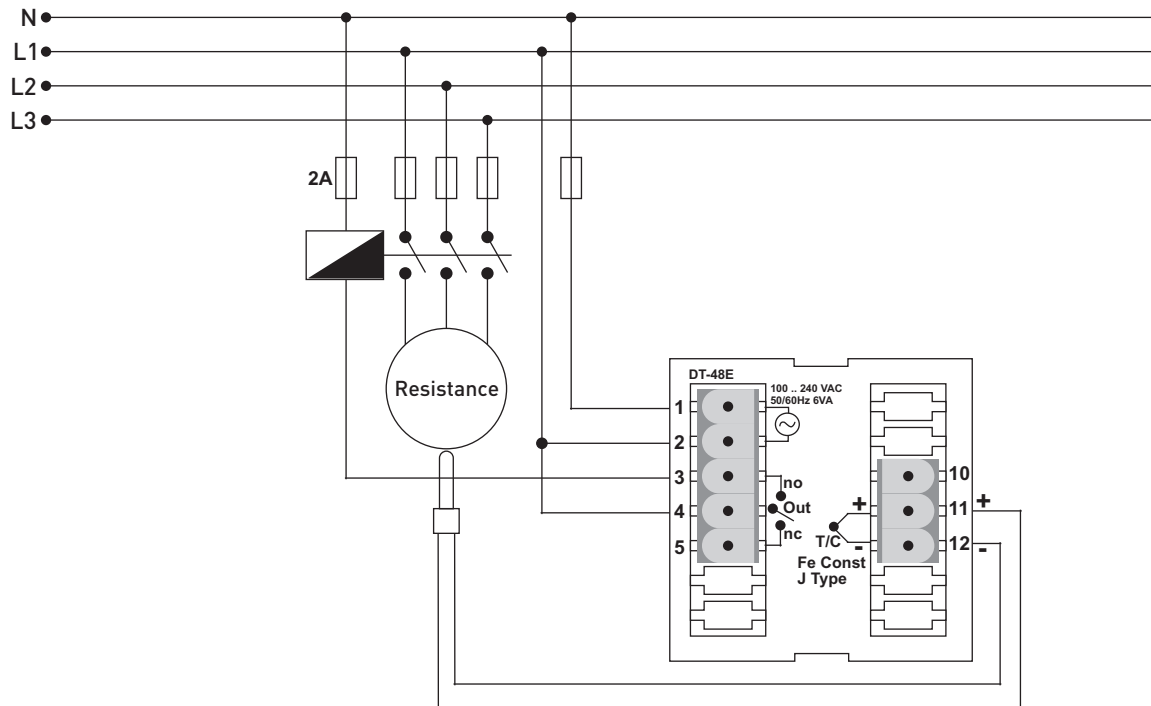 N
L1
L2
L3
2A
Resistance
DT-48E
100 .. 240 VAC
50/60Hz 6VA
1
2
3
4
5
no
Out
nc
T/C
+
-
Fe Const
J Type
10
11
12
+
-